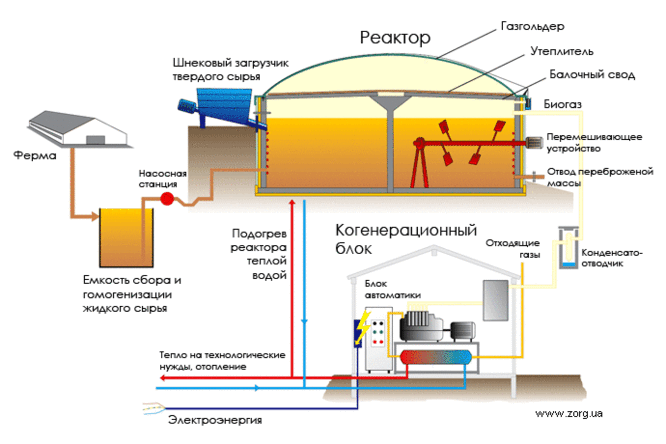 Реактор
Газгольдер
Утеплитель
Балочный свод
Шнековый загрузчик
твердого сырья
Биогаз
Ферма
Перемешивающее
устройство
Насосная
станция
Отвод переброженой
массы
Подогрев
реактора
теплой
водой
Когенерационный
блок
Отходящие
газы
Конденсато-
отводчик
Емкость сбора и
гомогенизации
жидкого сырья
Блок
автоматики
Тепло на технологические
нужды, отопление
Электроэнергия
www.zorg.ua